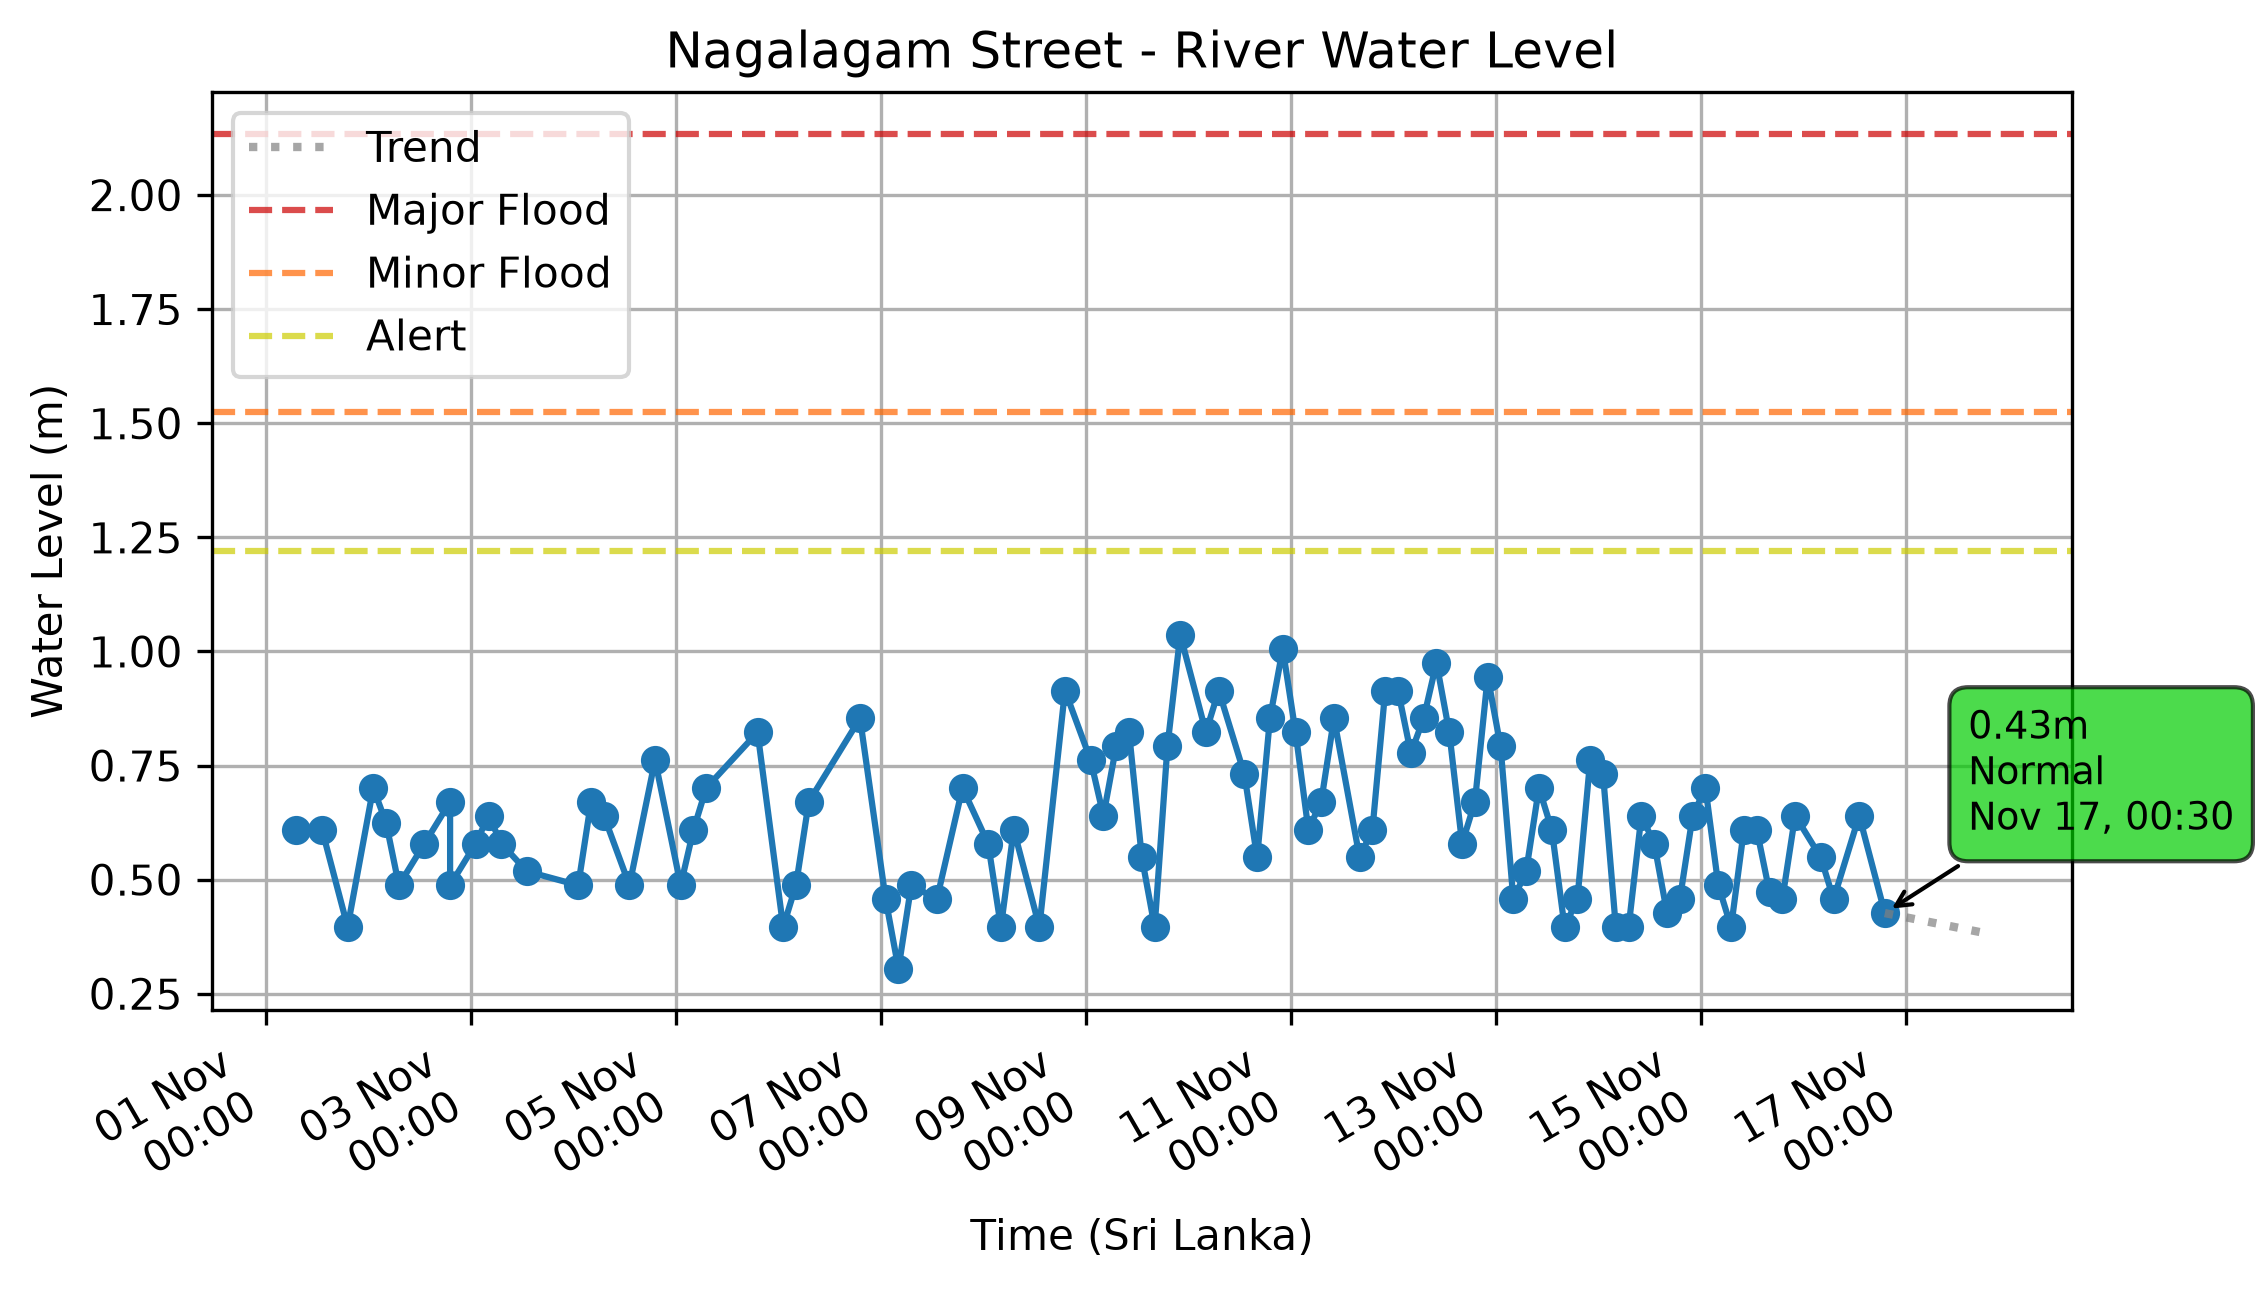 Nagalagam Street - River Water Level
Trend
Major Flood
Minor Flood
Alert
Water Level (m)
2.00
1.75
1.50
1.25
1.00
0.75
0.50
0.25
0.43m
Normal
Nov 17, 00:30
01 Nov
00:00
03 Nov
00:00
05 Nov
00:00
07 Nov
00:00
09 Nov
00:00
11 Nov
00:00
13 Nov
00:00
15 Nov
00:00
17 Nov
00:00
Time (Sri Lanka)